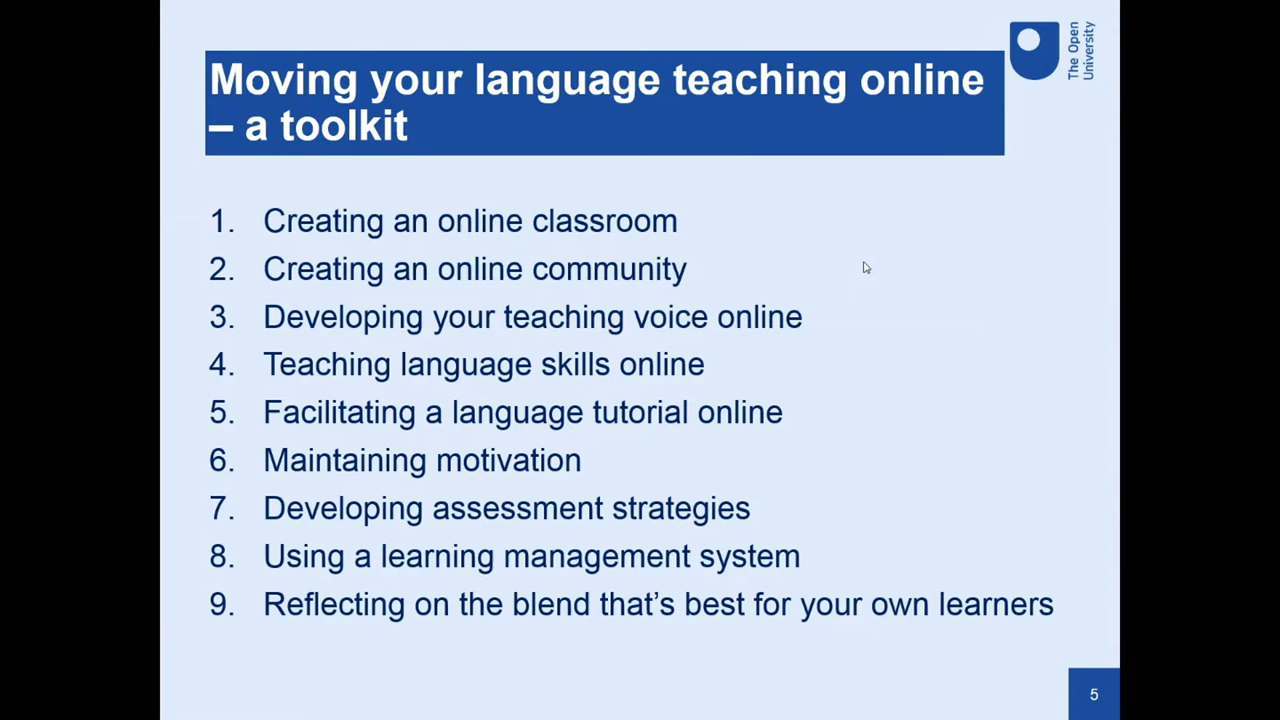 Moving your language teaching online
– a toolkit
The Open
University
1. Creating an online classroom
2. Creating an online community
3. Developing your teaching voice online
4. Teaching language skills online
5. Facilitating a language tutorial online
6. Maintaining motivation
7. Developing assessment strategies
8. Using a learning management system
9. Reflecting on the blend that’s best for your own learners
5